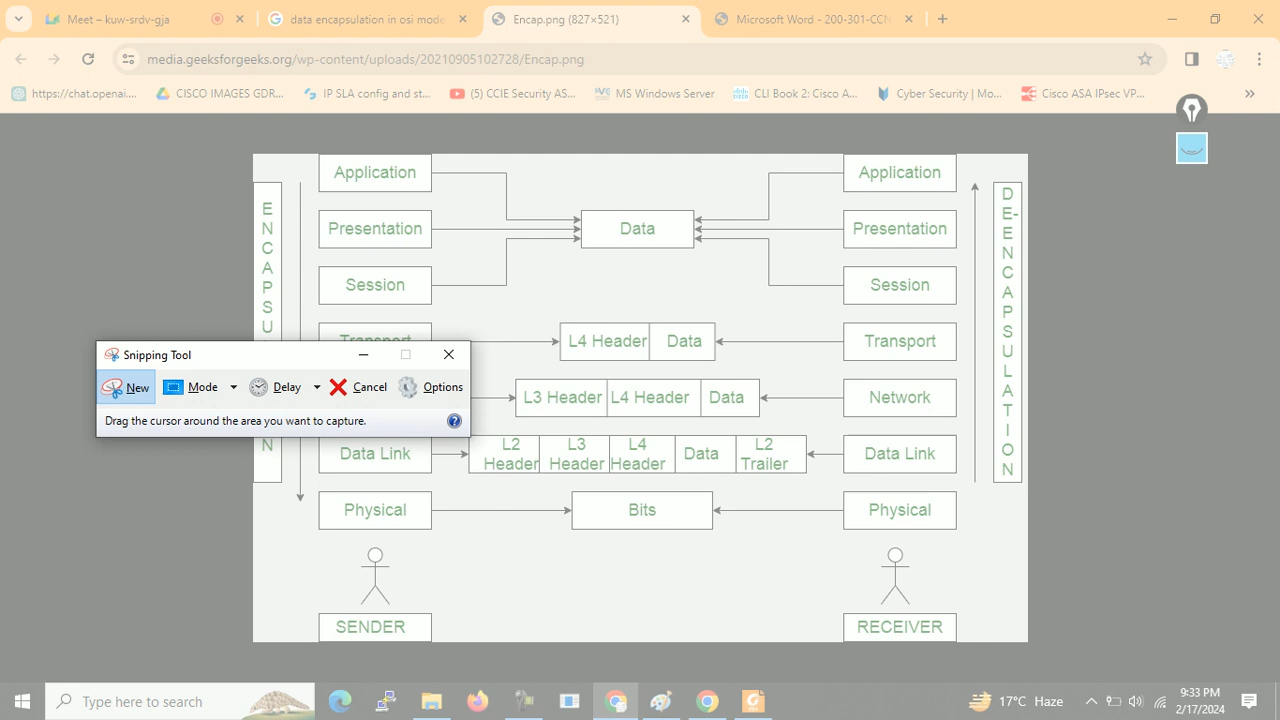 Meet – kuw-srdv-gja
data encapsulation in osi mode
Encap.png (827×521)
Microsoft Word - 200-301-CCN
media.geeksforgeeks.org/wp-content/uploads/20210905102728/Encap.png
https://chat.openai....
CISCO IMAGES GDR...
IP SLA config and st...
(5) CCIE Security AS...
MS Windows Server
CLI Book 2: Cisco A...
Cyber Security | Mo...
Cisco ASA IPsec VP...
Application
Application
Presentation
Data
Presentation
Session
Session
ENCAPSU
N
DE-ENCAPSULATION
Transport
L4 Header
Data
Transport
Snipping Tool
New
Mode
Delay
Cancel
Options
Drag the cursor around the area you want to capture.
L3 Header
L4 Header
Data
Network
Data Link
L2 Header
L3 Header
L4 Header
Data
L2 Trailer
Data Link
Physical
Bits
Physical
SENDER
RECEIVER
Type here to search
17°C Haze
9:33 PM
2/17/2024